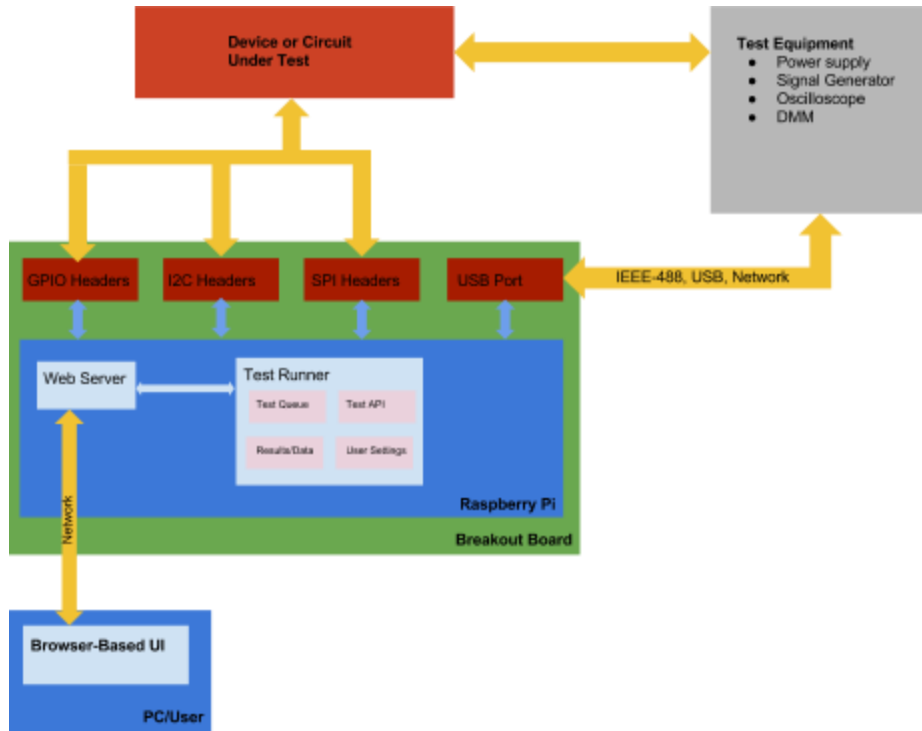 Device or Circuit
Under Test
Test Equipment
● Power supply
● Signal Generator
● Oscilloscope
● DMM
GPIO Headers
I2C Headers
SPI Headers
USB Port
IEEE-488, USB, Network
Web Server
Test Runner
Test Queue
Test API
Results/Data
User Settings
Raspberry Pi
Breakout Board
Network
Browser-Based UI
PC/User